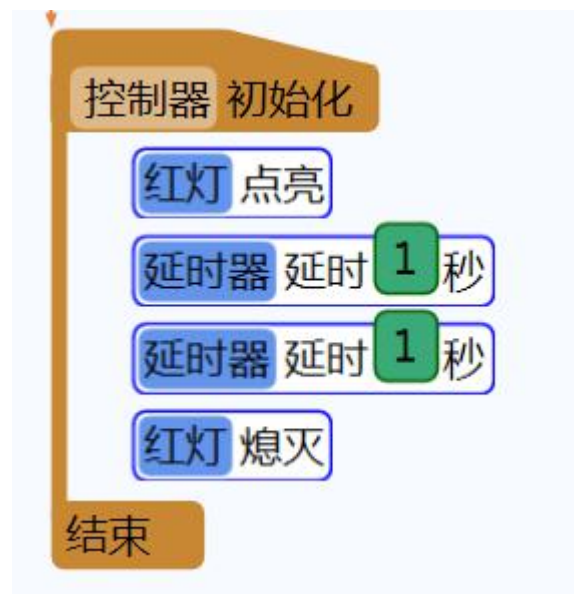 控制器 初始化
红灯 点亮
延时器 延时 1 秒
延时器 延时 1 秒
红灯 熄灭
结束